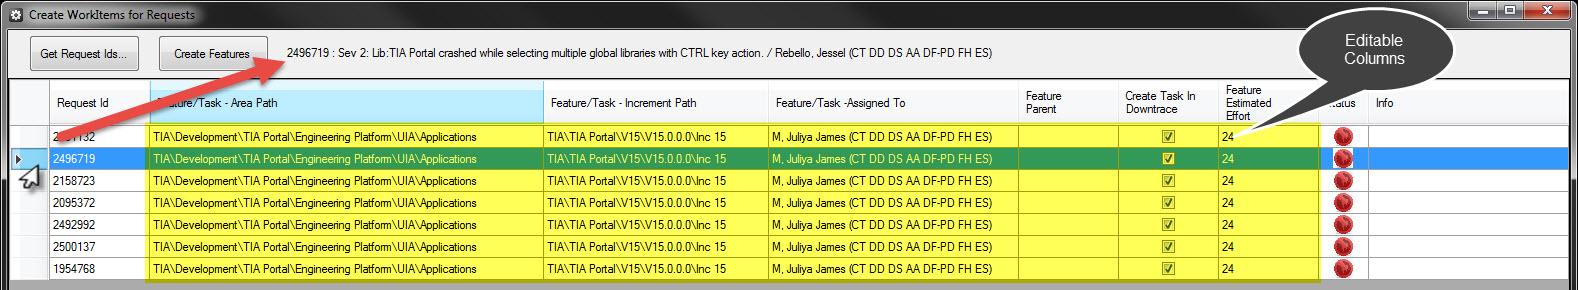 Create WorkItems for Requests
Editable
Columns
Get Request Ids...
Create Features
2496719 : Sev 2: Lib:TIA Portal crashed while selecting multiple global libraries with CTRL key action. / Rebello, Jessel (CT DD DS AA DF-PD FH ES)
Request Id
Feature/Task - Area Path
Feature/Task - Increment Path
Feature/Task -Assigned To
Feature
Parent
Create Task In
Downtrace
Feature
Estimated
Effort
Info
TIA\Development\TIA Portal\Engineering Platform\UIA\Applications TIA\TIA Portal\V15\V15.0.0.0\Inc 15 M, Juliya James (CT DD DS AA DF-PD FH ES) 24
2496719 TIA\Development\TIA Portal\Engineering Platform\UIA\Applications TIA\TIA Portal\V15\V15.0.0.0\Inc 15 M, Juliya James (CT DD DS AA DF-PD FH ES) 24
2158723 TIA\Development\TIA Portal\Engineering Platform\UIA\Applications TIA\TIA Portal\V15\V15.0.0.0\Inc 15 M, Juliya James (CT DD DS AA DF-PD FH ES) 24
2095372 TIA\Development\TIA Portal\Engineering Platform\UIA\Applications TIA\TIA Portal\V15\V15.0.0.0\Inc 15 M, Juliya James (CT DD DS AA DF-PD FH ES) 24
2492992 TIA\Development\TIA Portal\Engineering Platform\UIA\Applications TIA\TIA Portal\V15\V15.0.0.0\Inc 15 M, Juliya James (CT DD DS AA DF-PD FH ES) 24
2500137 TIA\Development\TIA Portal\Engineering Platform\UIA\Applications TIA\TIA Portal\V15\V15.0.0.0\Inc 15 M, Juliya James (CT DD DS AA DF-PD FH ES) 24
1954768 TIA\Development\TIA Portal\Engineering Platform\UIA\Applications TIA\TIA Portal\V15\V15.0.0.0\Inc 15 M, Juliya James (CT DD DS AA DF-PD FH ES) 24